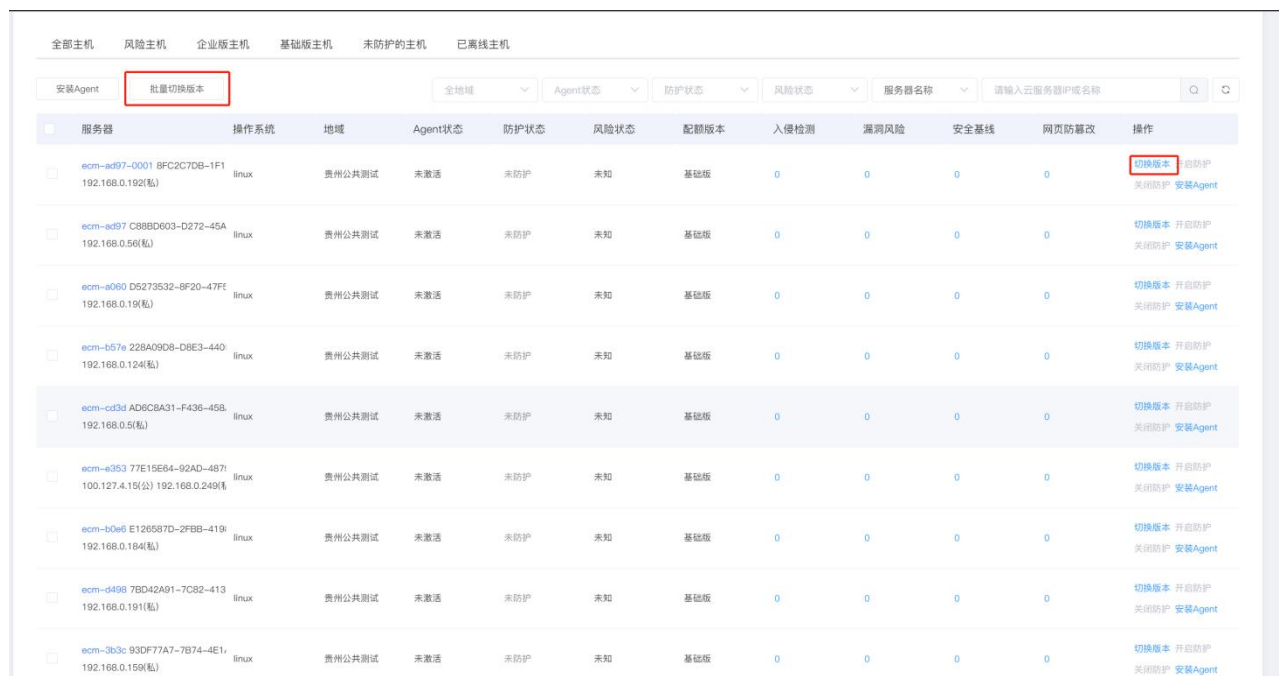 全部主机 风险主机 企业版主机 基础版主机 未防护的主机 已离线主机
安装Agent 批量切换版本 全地域 Agent状态 防护状态 风险状态 服务器名称 请输入云服务器IP或名称
服务器 操作系统 地域 Agent状态 防护状态 风险状态 配额版本 入侵检测 漏洞风险 安全基线 网页防篡改 操作
ecm-ad97-0001 8FC2C7DB-1F1 切换版本 开启防护
linux 贵州公共测试 未激活 未防护 未知 基础版 0 0 0 0
192.168.0.192(私) 关闭防护 安装Agent
ecm-ad97 C88BD603-D272-45A 切换版本 开启防护
linux 贵州公共测试 未激活 未防护 未知 基础版 0 0 0 0
192.168.0.56(私) 关闭防护 安装Agent
ecm-a060 D5273532-8F20-47F5 切换版本 开启防护
linux 贵州公共测试 未激活 未防护 未知 基础版 0 0 0 0
192.168.0.19(私) 关闭防护 安装Agent
ecm-b57e 228A09D8-D8E3-440 切换版本 开启防护
linux 贵州公共测试 未激活 未防护 未知 基础版 0 0 0 0
192.168.0.124(私) 关闭防护 安装Agent
ecm-cd3d AD6C8A31-F436-458 切换版本 开启防护
linux 贵州公共测试 未激活 未防护 未知 基础版 0 0 0 0
192.168.0.5(私) 关闭防护 安装Agent
ecm-e353 77E15E64-92AD-487 切换版本 开启防护
linux 贵州公共测试 未激活 未防护 未知 基础版 0 0 0 0
100.127.4.15(公) 192.168.0.249( 关闭防护 安装Agent
ecm-b0e6 E126587D-2FBB-419 切换版本 开启防护
linux 贵州公共测试 未激活 未防护 未知 基础版 0 0 0 0
192.168.0.184(私) 关闭防护 安装Agent
ecm-d498 7BD42A91-7C82-413 切换版本 开启防护
linux 贵州公共测试 未激活 未防护 未知 基础版 0 0 0 0
192.168.0.191(私) 关闭防护 安装Agent
ecm-3b3c 93DF77A7-7B74-4E1 切换版本 开启防护
linux 贵州公共测试 未激活 未防护 未知 基础版 0 0 0 0
192.168.0.159(私) 关闭防护 安装Agent